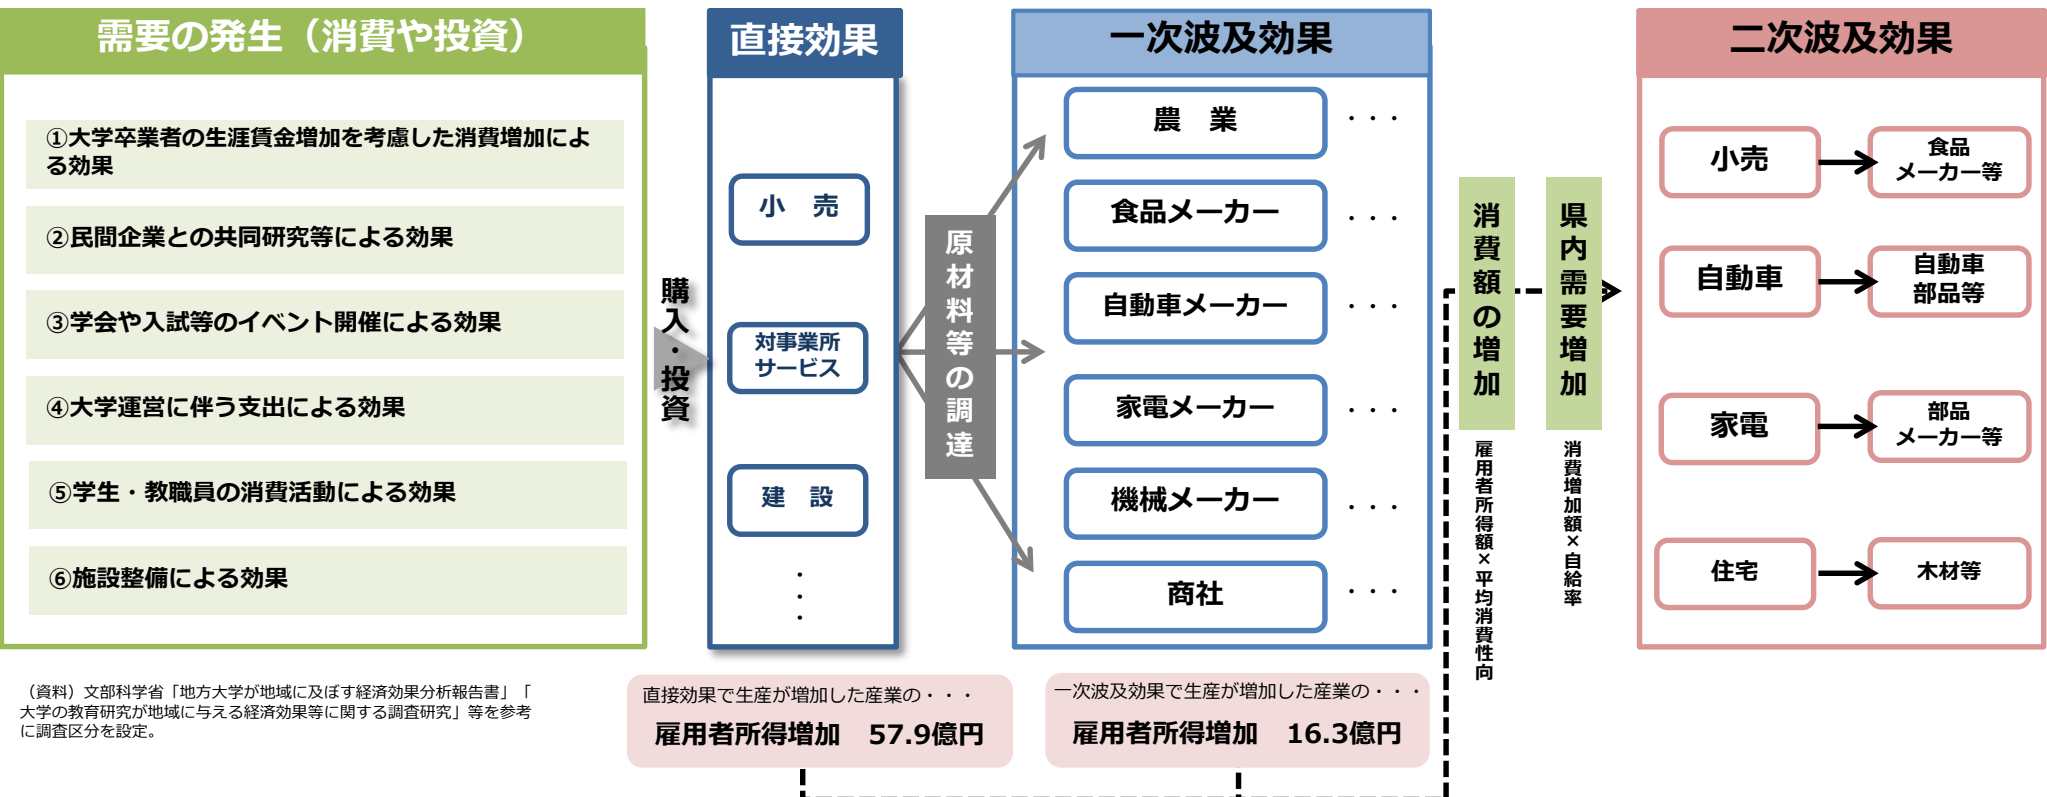 需要の発生（消費や投資）
①大学卒業者の生涯賃金増加を考慮した消費増加によ
る効果
②民間企業との共同研究等による効果
③学会や入試等のイベント開催による効果
④大学運営に伴う支出による効果
⑤学生・教職員の消費活動による効果
⑥施設整備による効果
（資料）文部科学省「地方大学が地域に及ぼす経済効果分析報告書」「
大学の教育研究が地域に与える経済効果等に関する調査研究」等を参考
に調査区分を設定。
購入・投資
直接効果
小　売
対事業所
サービス
建　設
・・・
直接効果で生産が増加した産業の・・・
雇用者所得増加　57.9億円
原材料等の調達
一次波及効果
農　業 ・・・
食品メーカー ・・・
自動車メーカー ・・・
家電メーカー ・・・
機械メーカー ・・・
商社 ・・・
一次波及効果で生産が増加した産業の・・・
雇用者所得増加　16.3億円
消費額の増加
雇用者所得額×平均消費性向
県内需要増加
消費増加額×自給率
二次波及効果
小売
食品
メーカー等
自動車
自動車
部品等
家電
部品
メーカー等
住宅
木材等